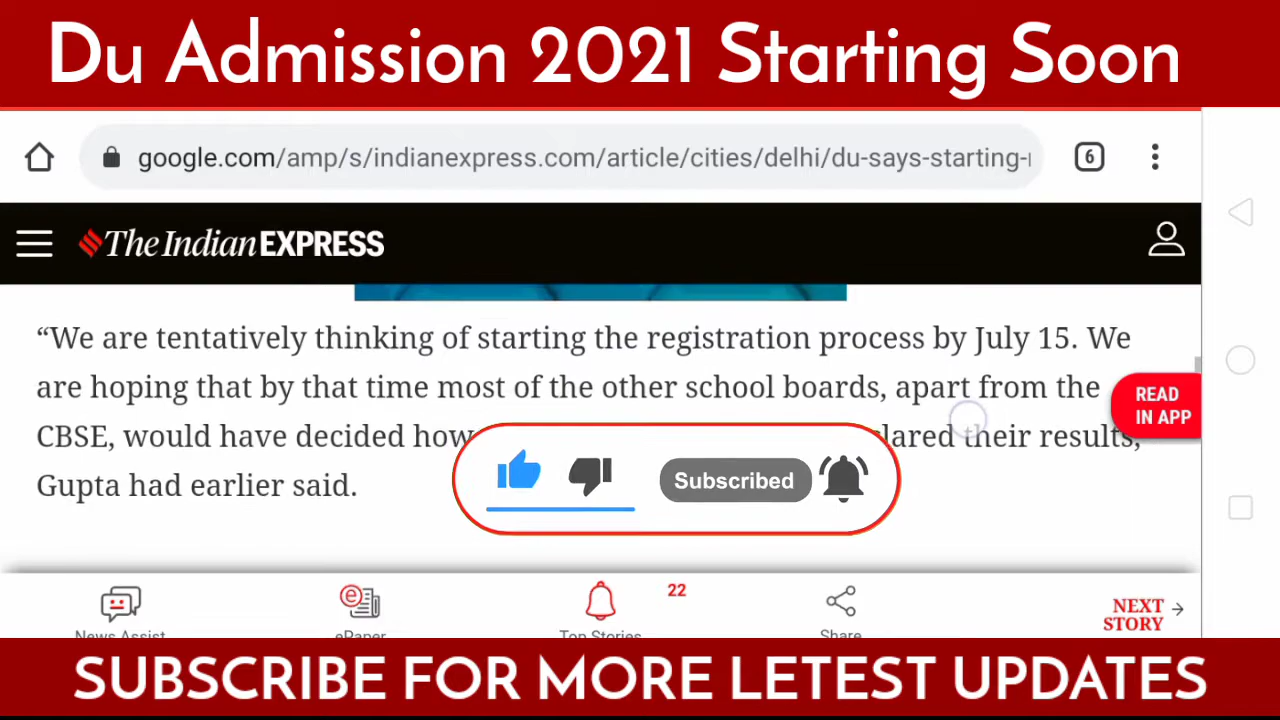 Du Admission 2021 Starting Soon
google.com/amp/s/indianexpress.com/article/cities/delhi/du-says-starting-
6
The Indian EXPRESS
“We are tentatively thinking of starting the registration process by July 15. We
are hoping that by that time most of the other school boards, apart from the
READ
IN APP
CBSE, would have decided how their results,
Subscribed
Gupta had earlier said.
22
News Assist
ePaper
Top Stories
Share
NEXT
STORY
SUBSCRIBE FOR MORE LETEST UPDATES